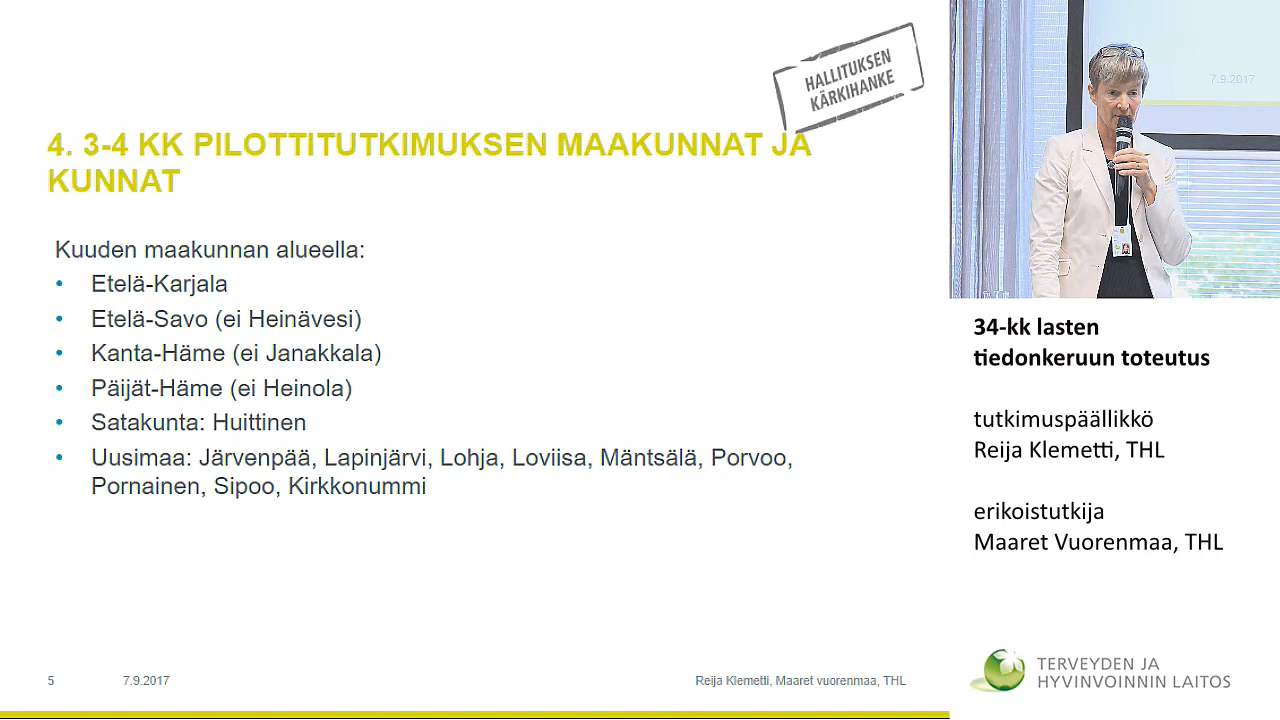 HALLITUKSEN
KÄRKIHANKE
4. 3-4 KK PILOTTITUTKIMUKSEN MAAKUNNAT JA
KUNNAT
Kuuden maakunnan alueella:
• Etelä-Karjala
• Etelä-Savo (ei Heinävesi)
• Kanta-Häme (ei Janakkala)
• Päijät-Häme (ei Heinola)
• Satakunta: Huittinen
• Uusimaa: Järvenpää, Lapinjärvi, Lohja, Loviisa, Mäntsälä, Porvoo,
Pornainen, Sipoo, Kirkkonummi
5 7.9.2017 Reija Klemetti, Maaret vuorenmaa, THL
7.9.2017
34-kk lasten
tiedonkeruun toteutus
tutkimuspäällikkö
Reija Klemetti, THL
erikoistutkija
Maaret Vuorenmaa, THL
TERVEYDEN JA
HYVINVOINNIN LAITOS